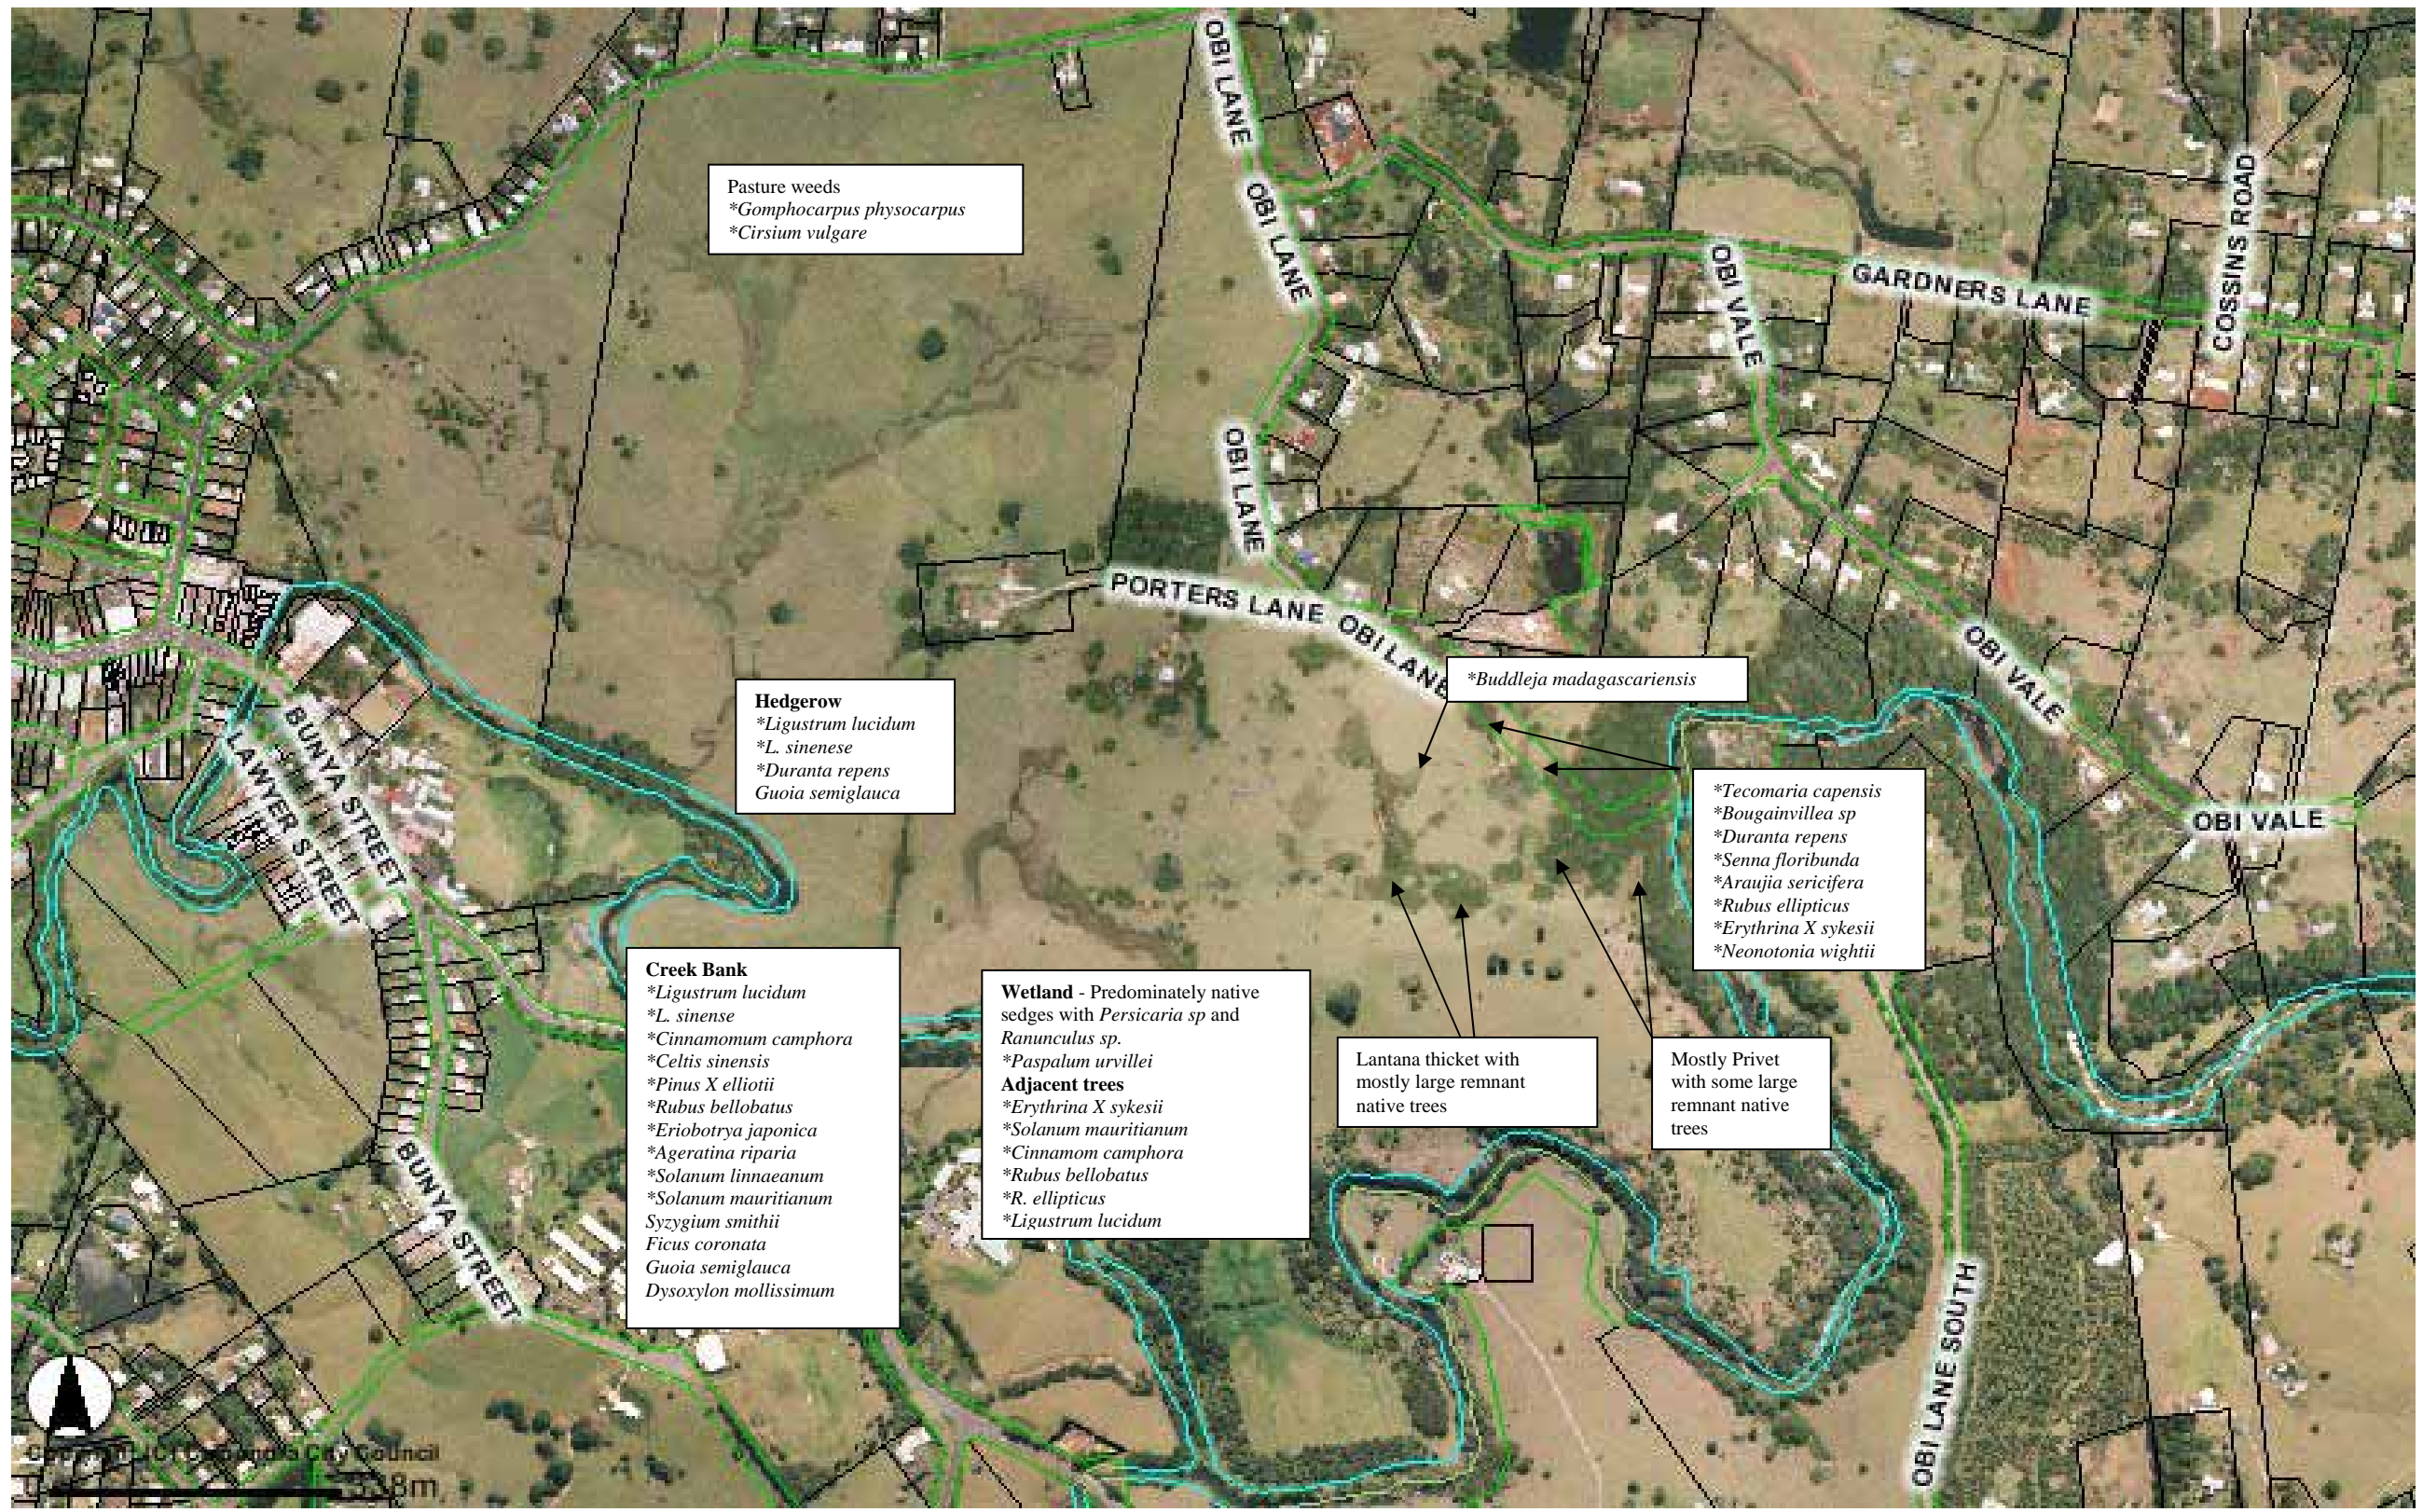 OBI LANE
Pasture weeds
*Gomphocarpus physocarpus
*Cirsium vulgare
OBI LANE
OBI VALE
GARDNERS LANE
COSSINS ROAD
OBI LANE
PORTERS LANE
OBI LANE
OBI VALE
*Buddleja madagascariensis
Hedgerow
*Ligustrum lucidum
*L. sinenese
*Duranta repens
Guoia semiglauca
BUNYA STREET
LAWYER STREET
*Tecomaria capensis
*Bougainvillea sp
*Duranta repens
*Senna floribunda
*Araujia sericifera
*Rubus ellipticus
*Erythrina X sykesii
*Neonotonia wightii
OBI VALE
Creek Bank
*Ligustrum lucidum
*L. sinense
*Cinnamomum camphora
*Celtis sinensis
*Pinus X elliotii
*Rubus bellobatus
*Eriobotrya japonica
*Ageratina riparia
*Solanum linnaeanum
*Solanum mauritianum
Syzygium smithii
Ficus coronata
Guoia semiglauca
Dysoxylon mollissimum
Wetland - Predominately native
sedges with Persicaria sp and
Ranunculus sp.
*Paspalum urvillei
Adjacent trees
*Erythrina X sykesii
*Solanum mauritianum
*Cinnamom camphora
*Rubus bellobatus
*R. ellipticus
*Ligustrum lucidum
Lantana thicket with
mostly large remnant
native trees
Mostly Privet
with some large
remnant native
trees
BUNYA STREET
OBI LANE SOUTH
City Council